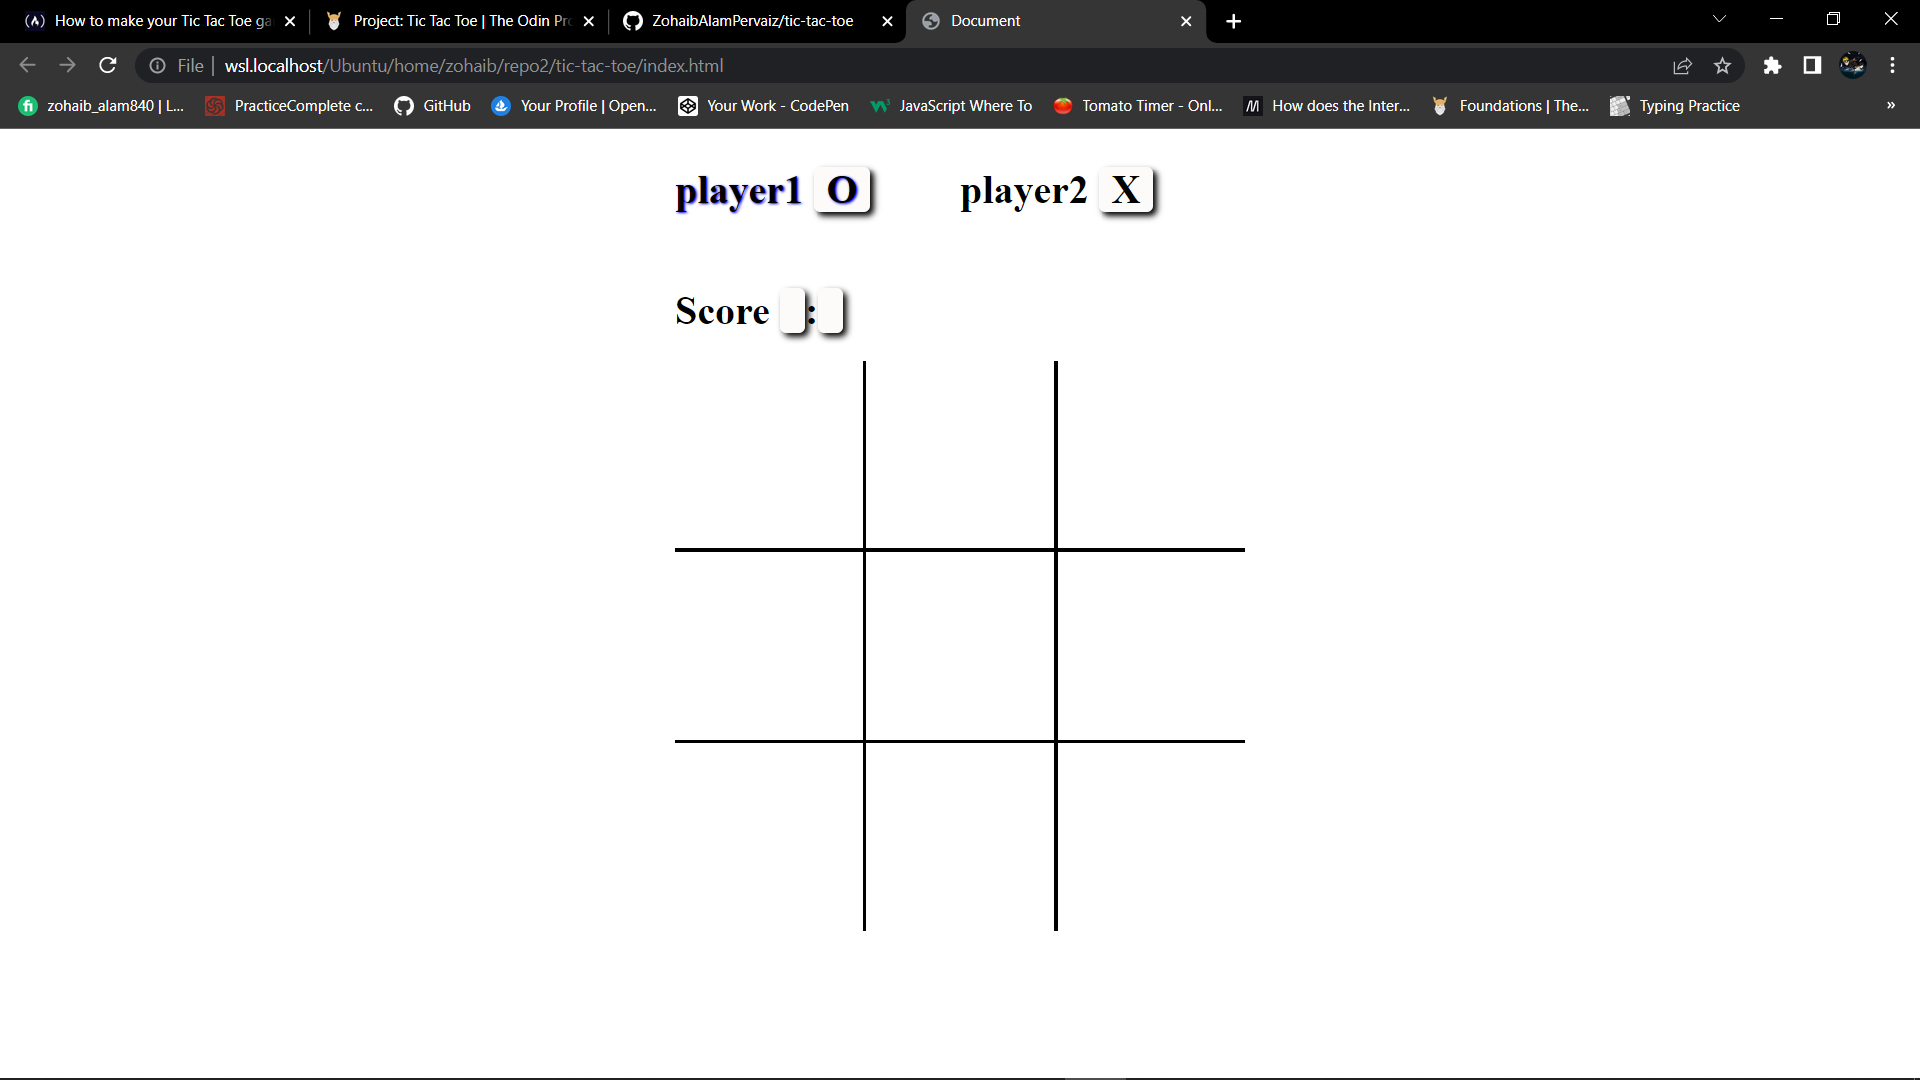 How to make your Tic Tac Toe ga
Project: Tic Tac Toe | The Odin Pro
ZohaibAlamPervaiz/tic-tac-toe
Document
File | wsl.localhost/Ubuntu/home/zohaib/repo2/tic-tac-toe/index.html
zohaib_alam840 | L...
PracticeComplete c...
GitHub
Your Profile | Open...
Your Work - CodePen
JavaScript Where To
Tomato Timer - Onl...
How does the Inter...
Foundations | The...
Typing Practice
»
player1 O
player2 X
Score :